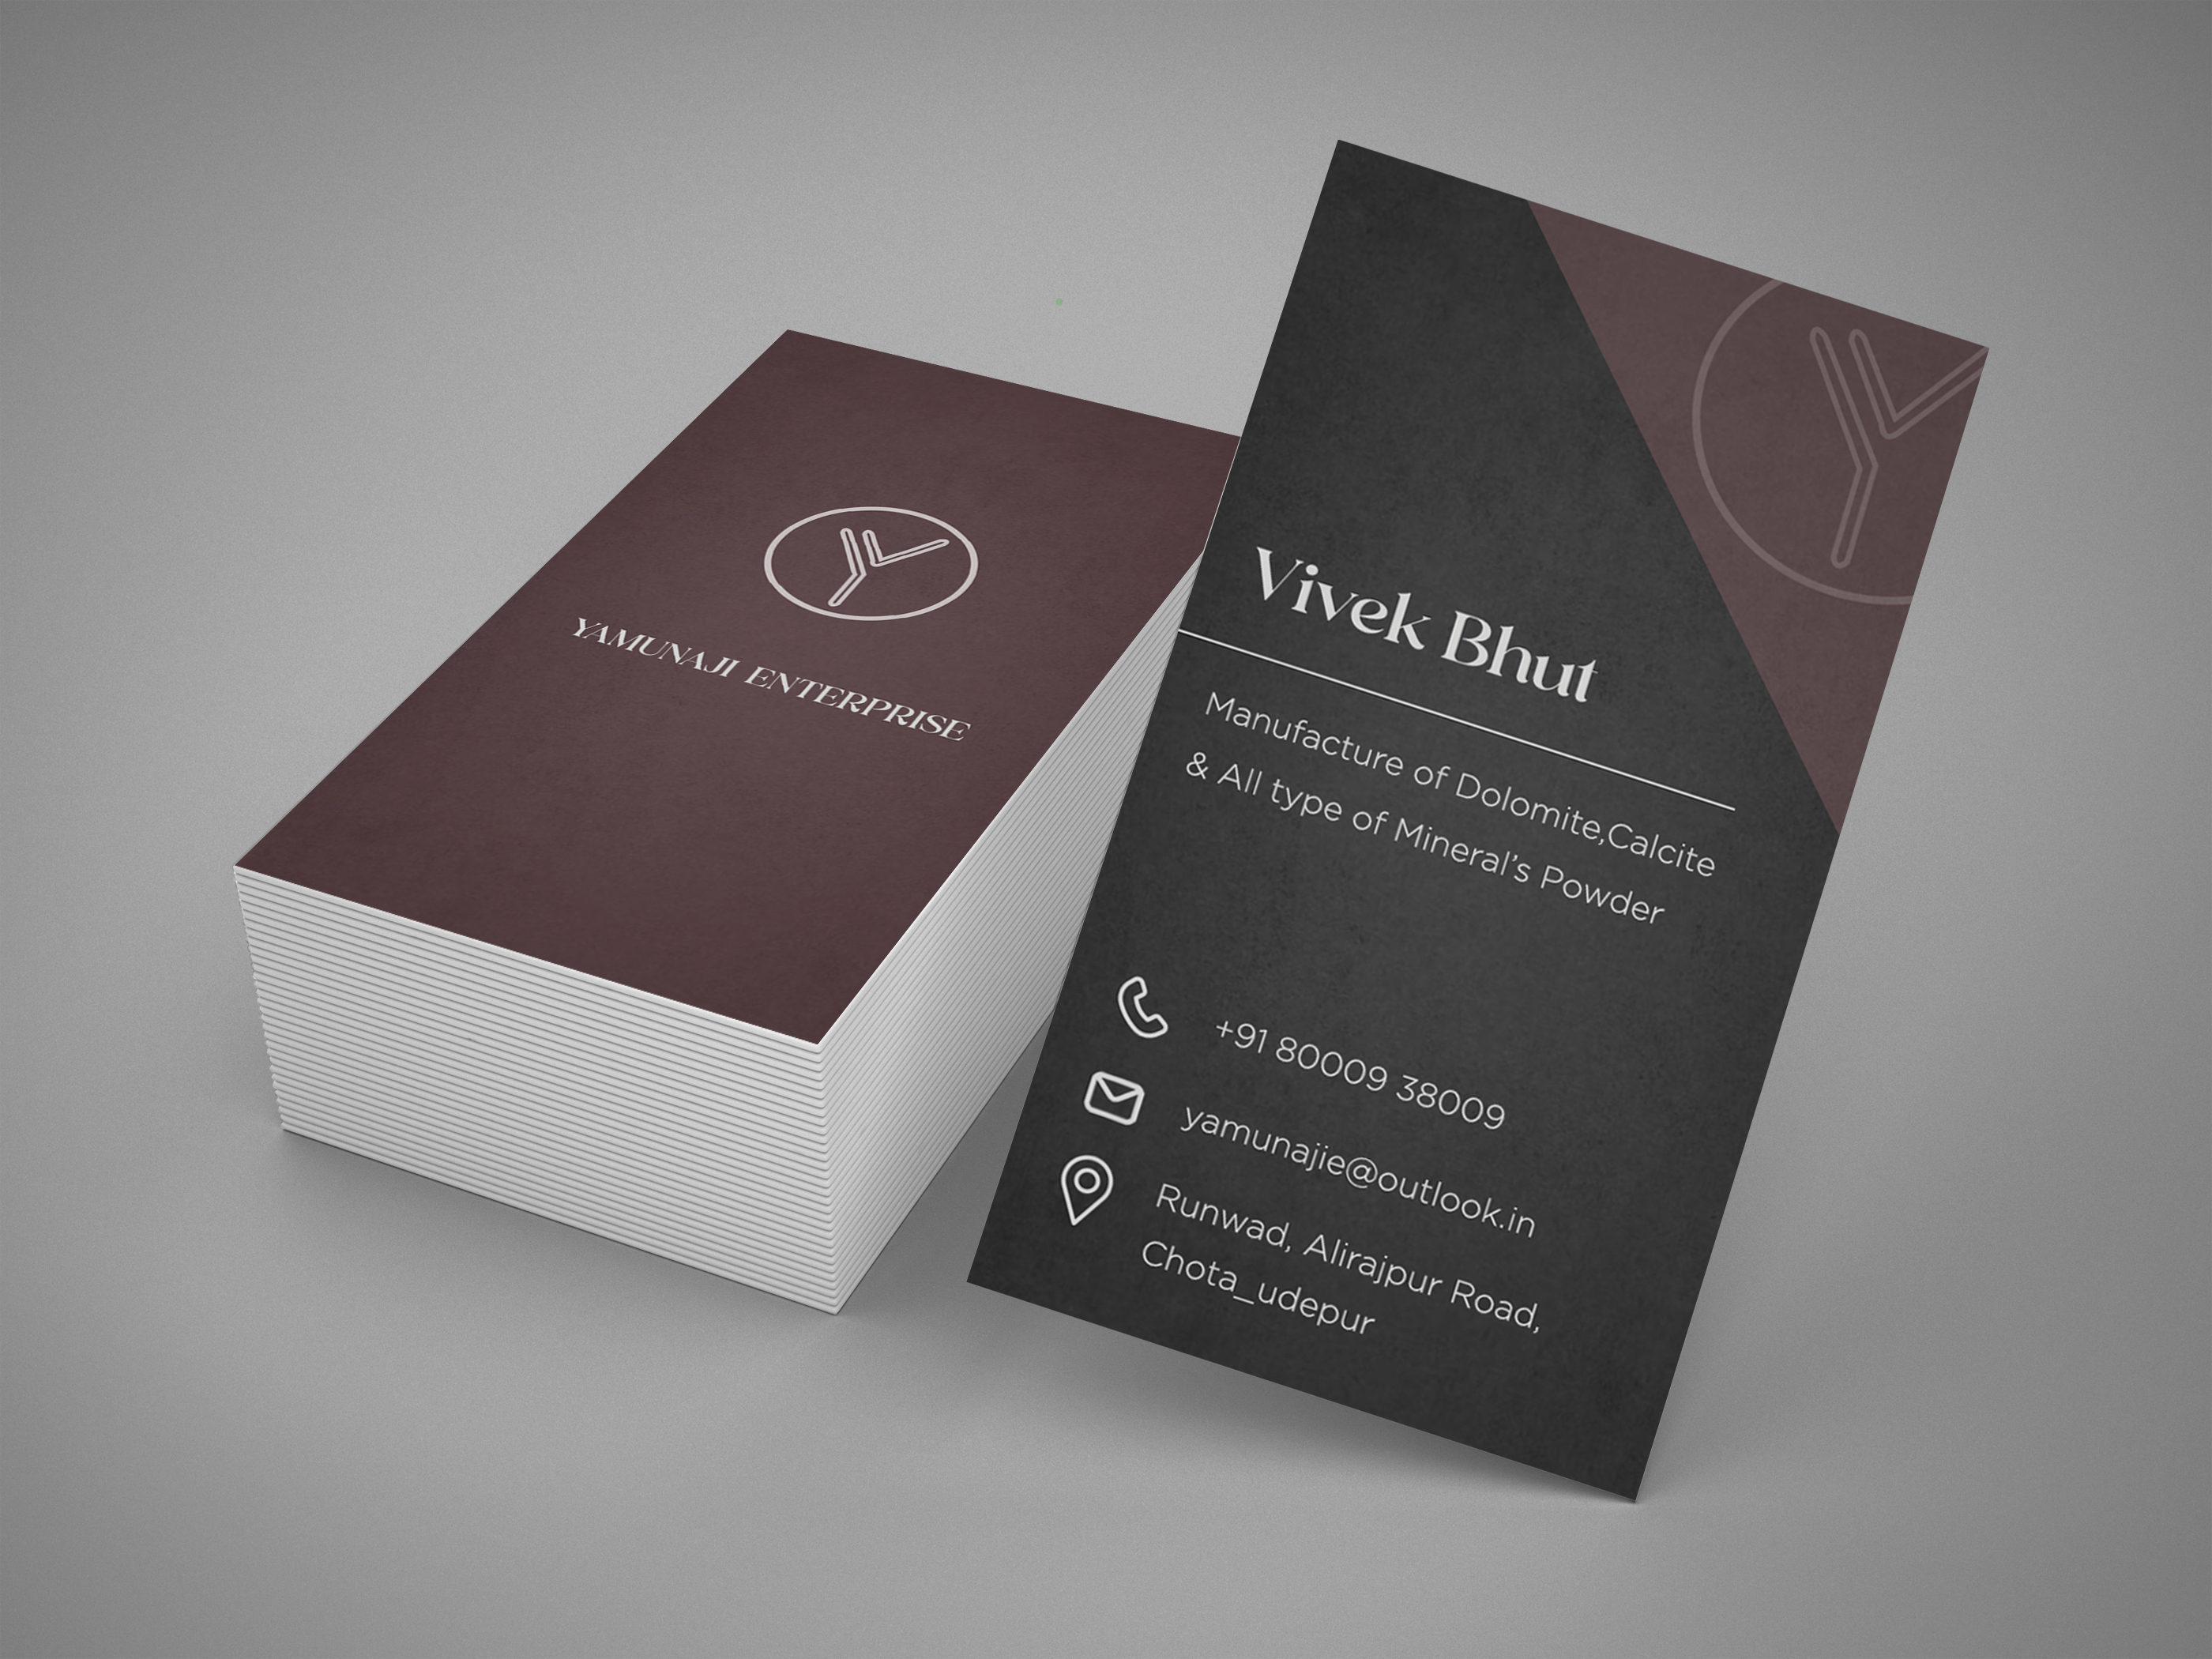 YAMUNAJI ENTERPRISE
Vivek Bhut
Manufacture of Dolomite,Calcite
& All type of Mineral's Powder
+91 80009 38009
yamunajie@outlook.in
Runwad, Alirajpur Road,
Chota_udepur